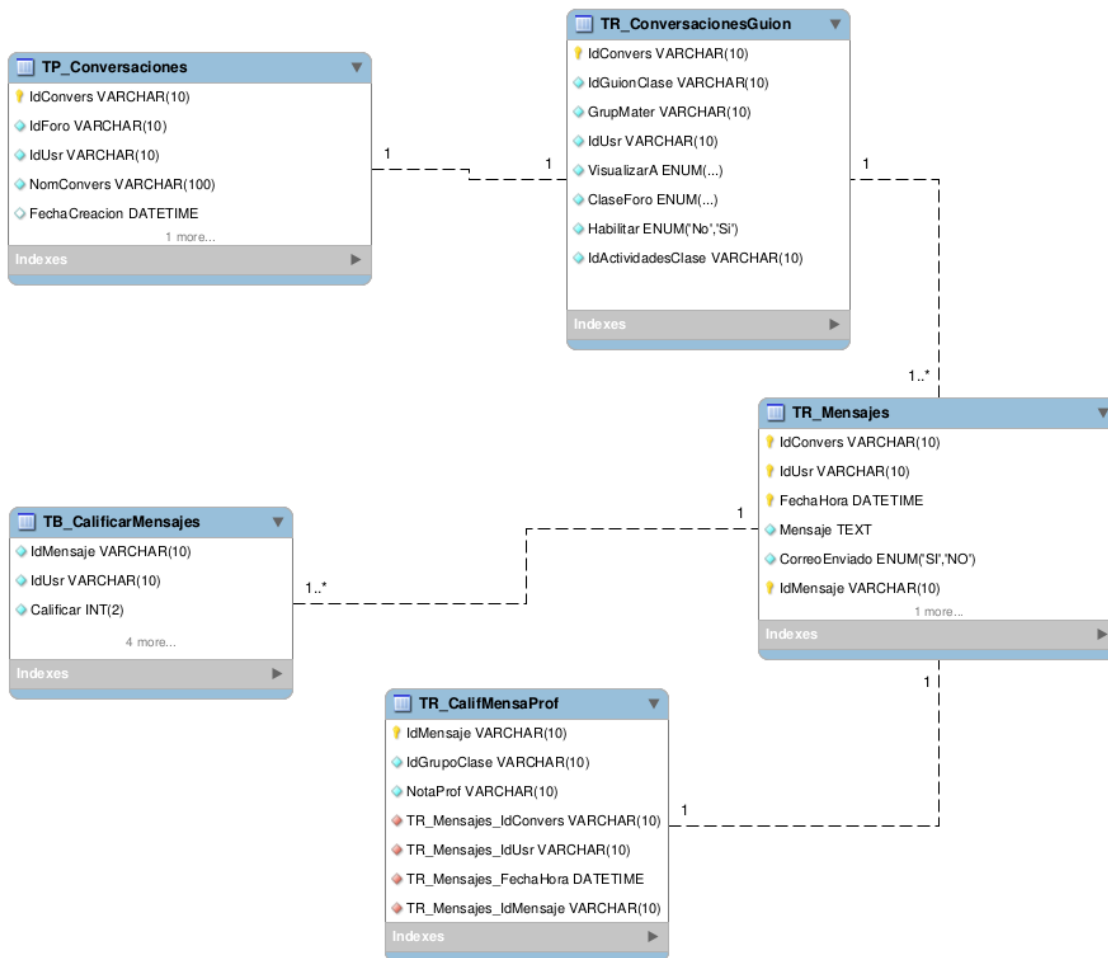 TR_ConversacionesGuion
IdConvers VARCHAR(10)
IdGuionClase VARCHAR(10)
GrupMater VARCHAR(10)
IdUsr VARCHAR(10)
VisualizarA ENUM(...)
ClaseForo ENUM(...)
Habilitar ENUM('No','Si')
IdActividadesClase VARCHAR(10)
Indexes
TP_Conversaciones
IdConvers VARCHAR(10)
IdForo VARCHAR(10)
IdUsr VARCHAR(10)
NomConvers VARCHAR(100)
FechaCreacion DATETIME
1 more...
Indexes
1
1
1
1..*
TR_Mensajes
IdConvers VARCHAR(10)
IdUsr VARCHAR(10)
FechaHora DATETIME
Mensaje TEXT
CorreoEnviado ENUM('SI','NO')
IdMensaje VARCHAR(10)
1 more...
Indexes
TB_CalificarMensajes
IdMensaje VARCHAR(10)
IdUsr VARCHAR(10)
Calificar INT(2)
4 more...
Indexes
1
1..*
1
1
TR_CalifMensaProf
IdMensaje VARCHAR(10)
IdGrupoClase VARCHAR(10)
NotaProf VARCHAR(10)
TR_Mensajes_IdConvers VARCHAR(10)
TR_Mensajes_IdUsr VARCHAR(10)
TR_Mensajes_FechaHora DATETIME
TR_Mensajes_IdMensaje VARCHAR(10)
Indexes